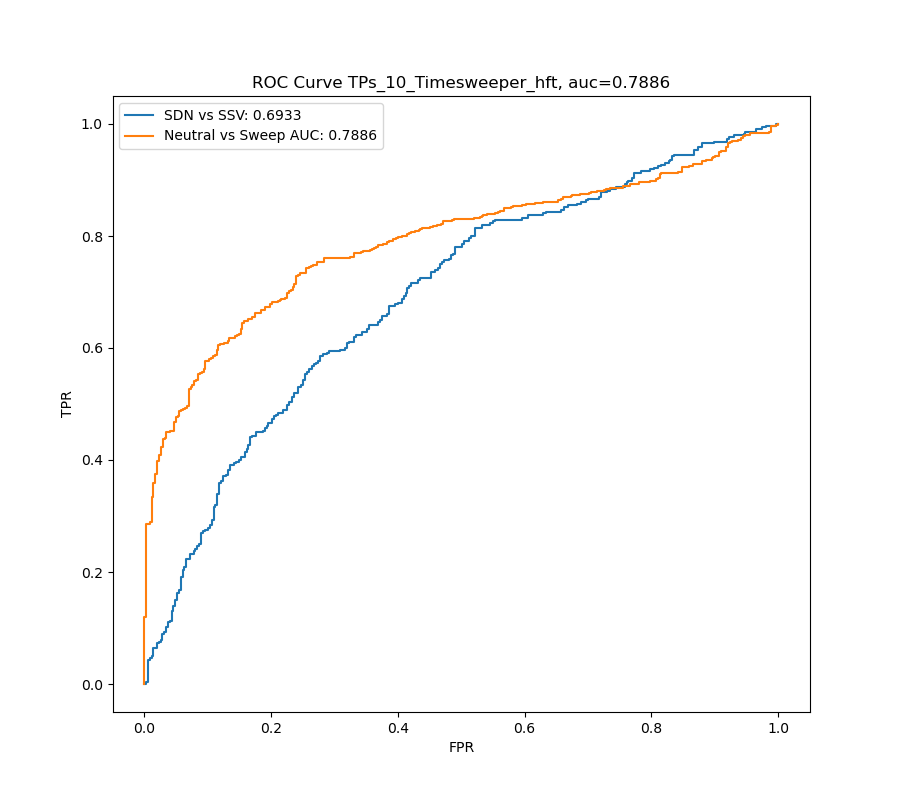 ROC Curve TPs_10_Timesweeper_hft, auc=0.7886
SDN vs SSV: 0.6933
Neutral vs Sweep AUC: 0.7886
1.0
0.8
0.6
0.4
0.2
0.0
TPR
0.0 0.2 0.4 0.6 0.8 1.0
FPR